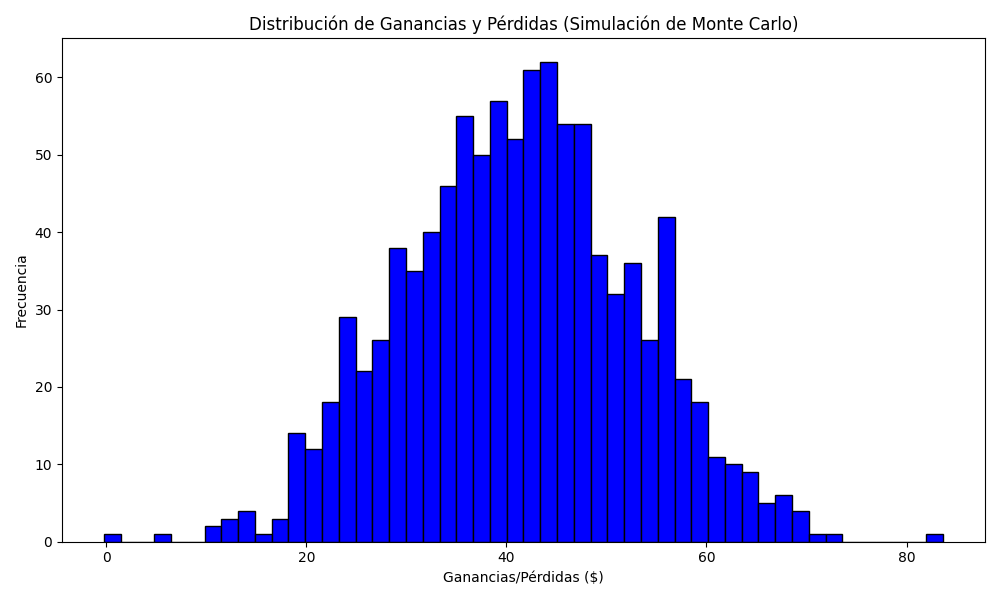 Distribución de Ganancias y Pérdidas (Simulación de Monte Carlo)
Frecuencia
60
50
40
30
20
10
0
0 20 40 60 80
Ganancias/Pérdidas ($)